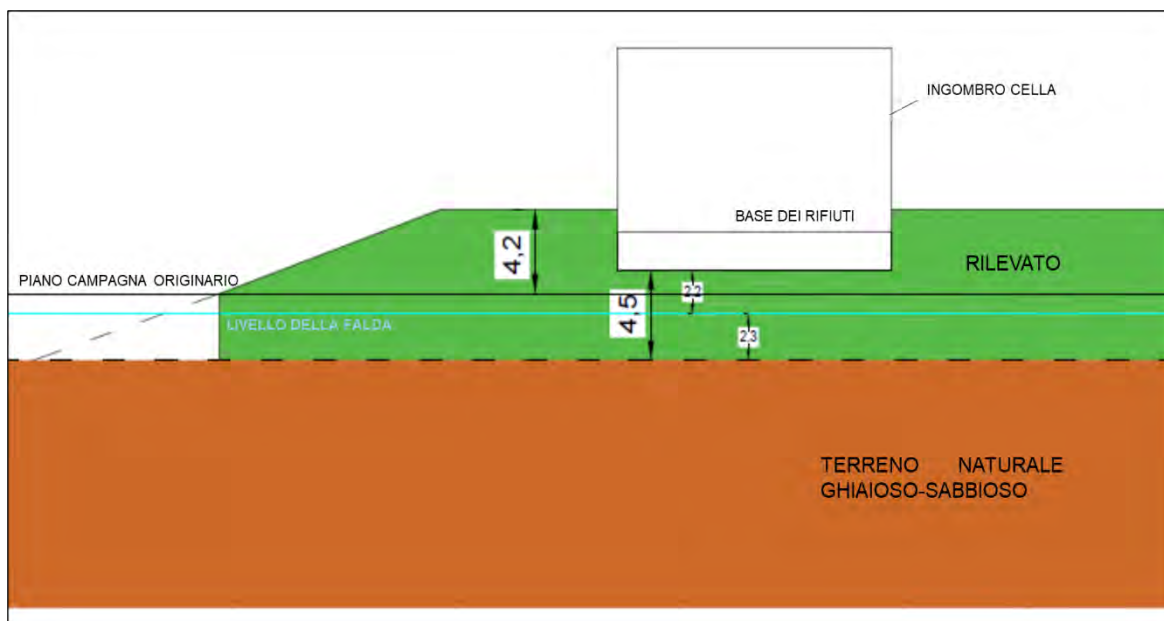 INGOMBRO CELLA
BASE DEI RIFIUTI
4,2
RILEVATO
PIANO CAMPAGNA ORIGINARIO
2,2
4,5
LIVELLO DELLA FALDA
2,3
TERRENO NATURALE
GHIAIOSO-SABBIOSO